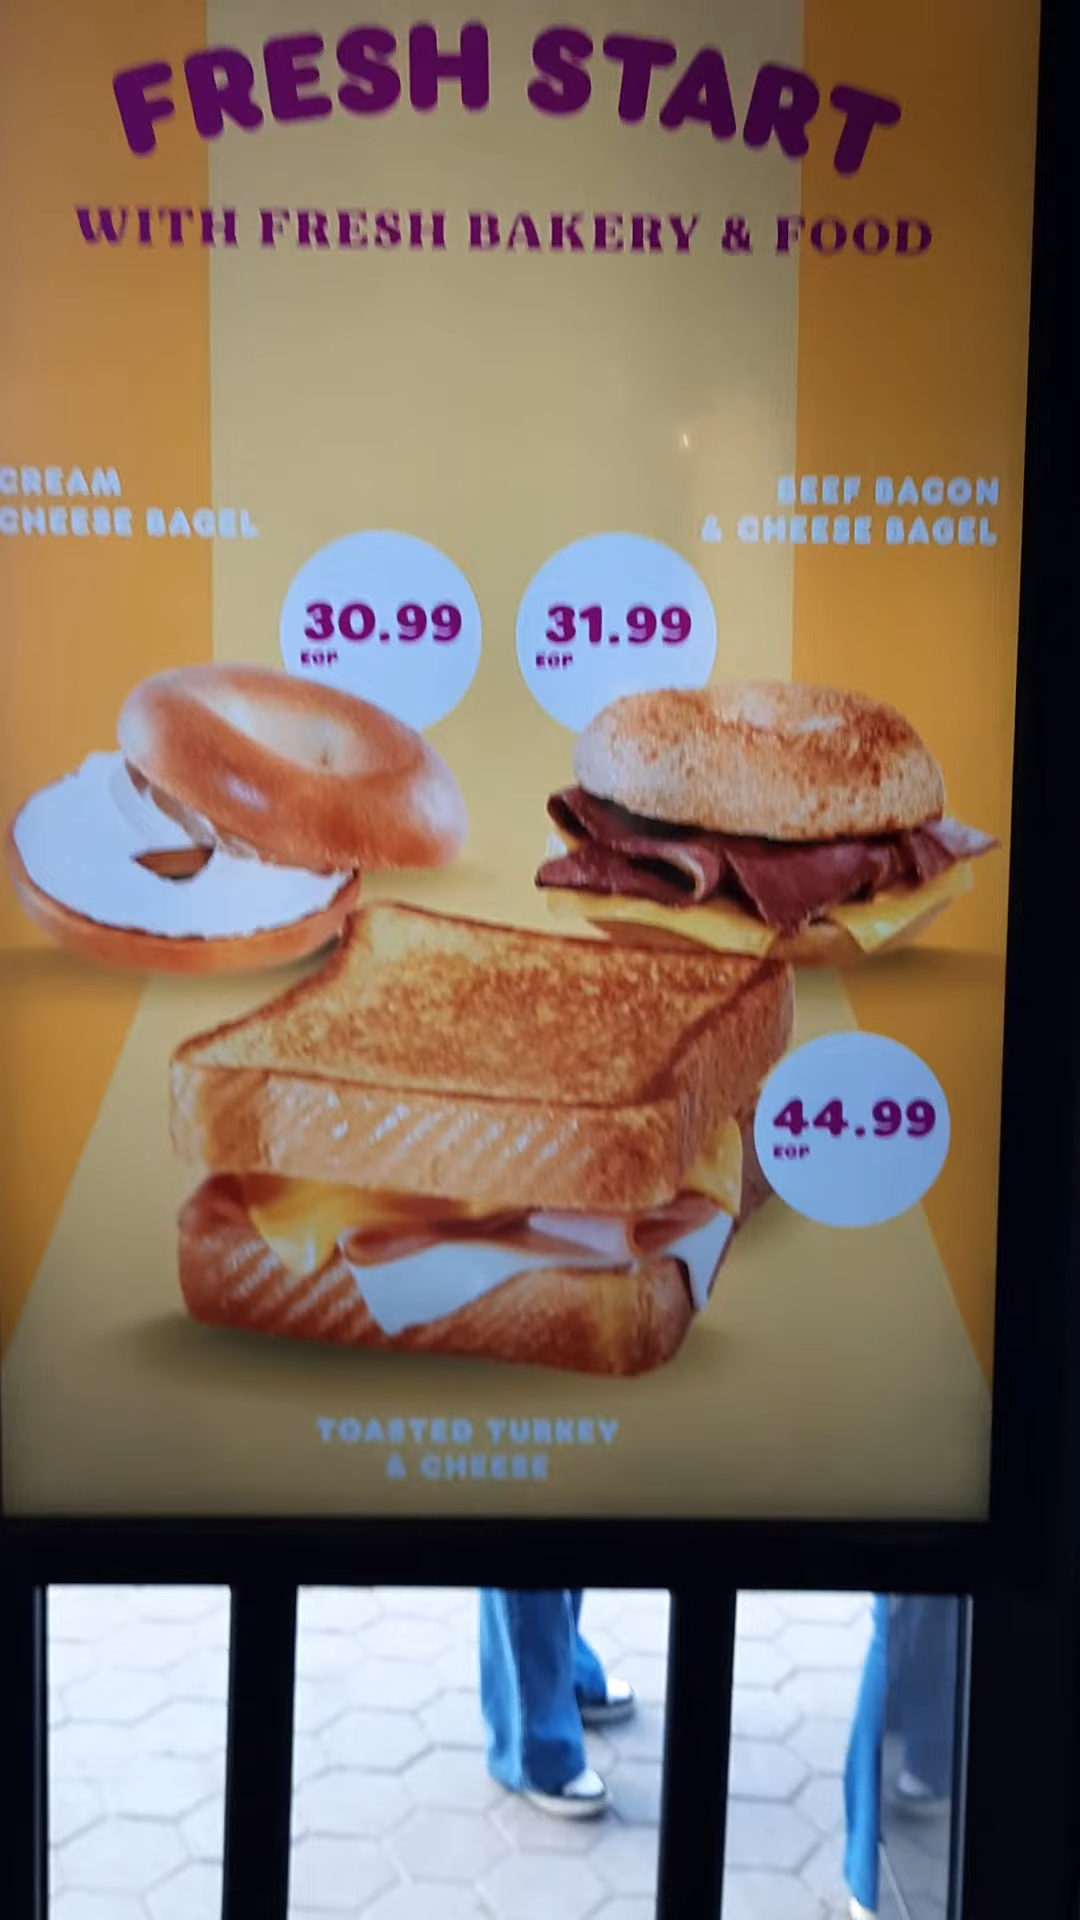 FRESH START
WITH FRESH BAKERY & FOOD
CREAM
CHEESE BAGEL
BEEF BACON
& CHEESE BAGEL
30.99
EGP
31.99
EGP
44.99
EGP
TOASTED TURKEY
& CHEESE